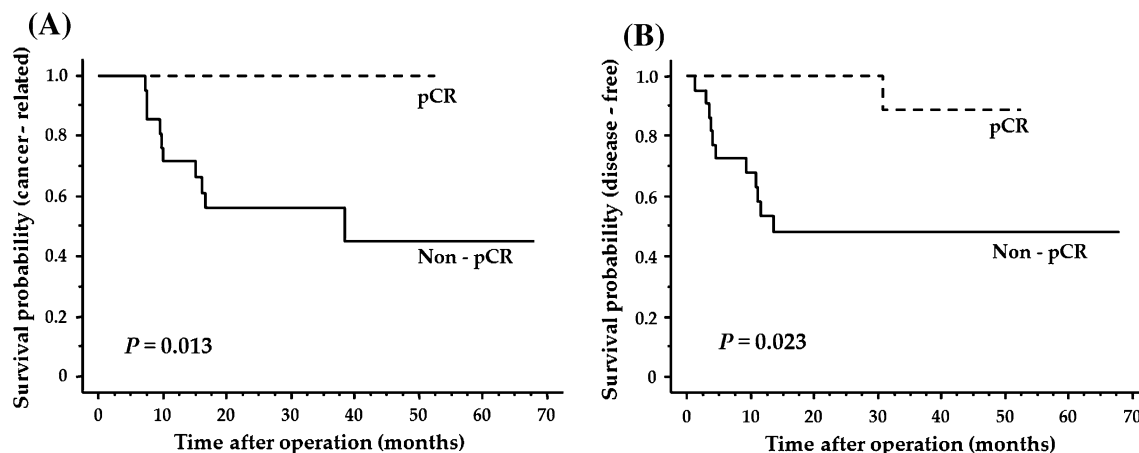 (A)
Survival probability (cancer - related)
1.0
0.8
0.6
0.4
0.2
0
pCR
Non - pCR
P = 0.013
0 10 20 30 40 50 60 70
Time after operation (months)
(B)
Survival probability (disease - free)
1.0
0.8
0.6
0.4
0.2
0
pCR
Non - pCR
P = 0.023
0 10 20 30 40 50 60 70
Time after operation (months)